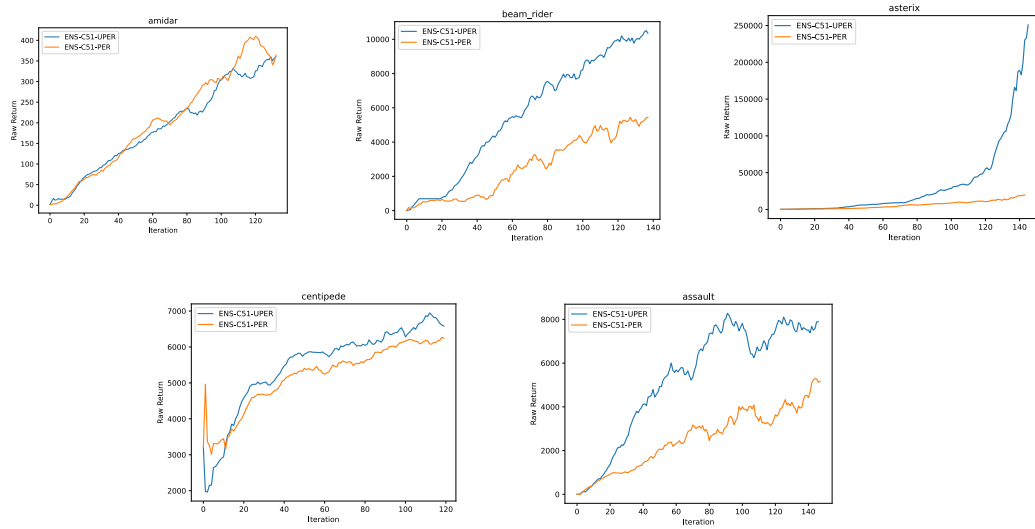 amidar
ENS-C51-UPER
ENS-C51-PER
400
350
300
250
200
150
100
50
0
Raw Return
0 20 40 60 80 100 120
Iteration
beam_rider
ENS-C51-UPER
ENS-C51-PER
10000
8000
6000
4000
2000
0
Raw Return
0 20 40 60 80 100 120 140
Iteration
asterix
ENS-C51-UPER
ENS-C51-PER
250000
200000
150000
100000
50000
0
Raw Return
0 20 40 60 80 100 120 140
Iteration
centipede
ENS-C51-UPER
ENS-C51-PER
7000
6000
5000
4000
3000
2000
Raw Return
0 20 40 60 80 100 120
Iteration
assault
ENS-C51-UPER
ENS-C51-PER
8000
6000
4000
2000
0
Raw Return
0 20 40 60 80 100 120 140
Iteration